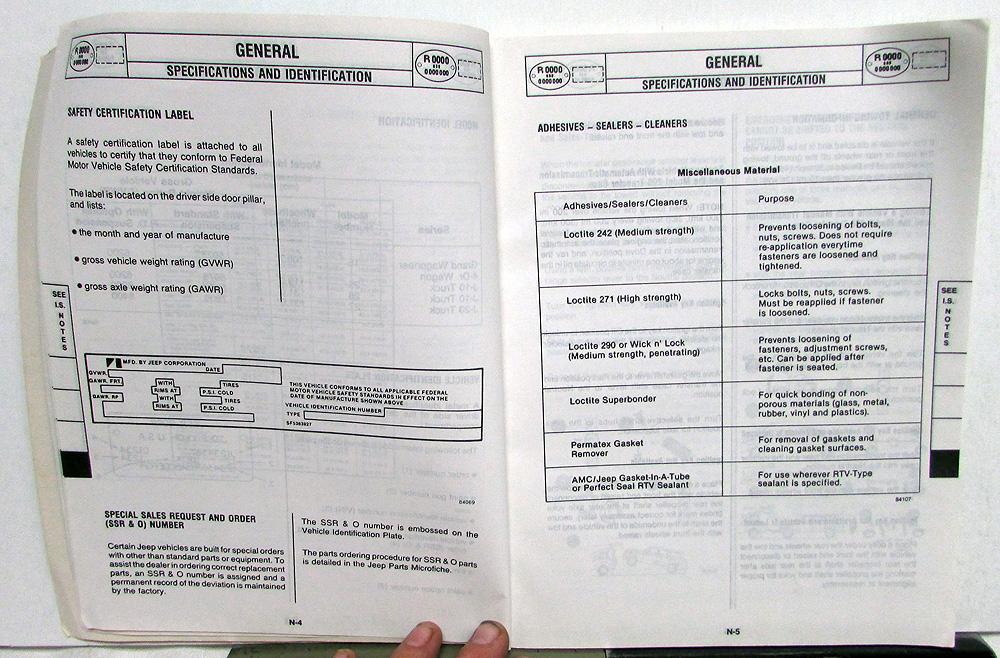 R 0000
000000
GENERAL
SPECIFICATIONS AND IDENTIFICATION
R 0000
0 000 000
SAFETY CERTIFICATION LABEL
A safety certification label is attached to all
vehicles to certify that they conform to Federal
Motor Vehicle Safety Certification Standards.
The label is located on the driver side door pillar,
and lists:
• the month and year of manufacture
• gross vehicle weight rating (GVWR)
• gross axle weight rating (GAWR)
SEE
I.S.
N
O
T
E
S
MFD. BY JEEP CORPORATION
DATE
GVWR
GAWR. FRT.
WITH
RIMS AT
TIRES
P.S.I. COLD
GAWR. RP
WITH
RIMS AT
TIRES
P.S.I. COLD
THIS VEHICLE CONFORMS TO ALL APPLICABLE FEDERAL
MOTOR VEHICLE SAFETY STANDARDS IN EFFECT ON THE
DATE OF MANUFACTURE SHOWN ABOVE
VEHICLE IDENTIFICATION NUMBER
TYPE
84069
SPECIAL SALES REQUEST AND ORDER
(SSR & O) NUMBER
Certain Jeep vehicles are built for special orders
with other than standard parts or equipment. To
assist the dealer in ordering correct replacement
parts, an SSR & O number is assigned and a
permanent record of the deviation is maintained
by the factory.
The SSR & O number is embossed on the
Vehicle Identification Plate.
The parts ordering procedure for SSR & O parts
is detailed in the Jeep Parts Microfiche.
N-4
R 0000
0000000
GENERAL
SPECIFICATIONS AND IDENTIFICATION
R 0000
0000000
ADHESIVES – SEALERS – CLEANERS
Miscellaneous Material
Adhesives/Sealers/Cleaners
Purpose
Loctite 242 (Medium strength)
Prevents loosening of bolts,
nuts, screws. Does not require
re-application everytime
fasteners are loosened and
tightened.
Loctite 271 (High strength)
Locks bolts, nuts, screws.
Must be reapplied if fastener
is loosened.
Loctite 290 or Wick n' Lock
(Medium strength, penetrating)
Prevents loosening of
fasteners, adjustment screws,
etc. Can be applied after
fastener is seated.
Loctite Superbonder
For quick bonding of non-
porous materials (glass, metal,
rubber, vinyl and plastics).
Permatex Gasket
Remover
For removal of gaskets and
cleaning gasket surfaces.
AMC/Jeep Gasket-In-A-Tube
or Perfect Seal RTV Sealant
For use wherever RTV-Type
sealant is specified.
84107
SEE
I.S.
N
O
T
E
S
N-5